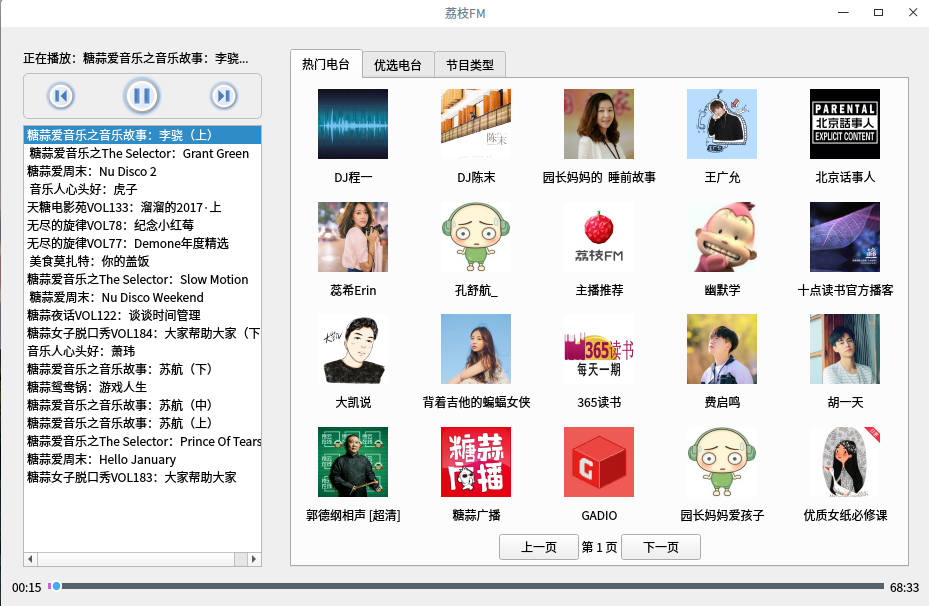 荔枝FM
正在播放：糖蒜爱音乐之音乐故事：李骁...
糖蒜爱音乐之音乐故事：李骁（上）
糖蒜爱音乐之The Selector：Grant Green
糖蒜爱周末：Nu Disco 2
音乐人心头好：虎子
天糖电影苑VOL133：溜溜的2017·上
无尽的旋律VOL78：纪念小红莓
无尽的旋律VOL77：Demone年度精选
美食莫扎特：你的盖饭
糖蒜爱音乐之The Selector：Slow Motion
糖蒜爱周末：Nu Disco Weekend
糖蒜夜话VOL122：谈谈时间管理
糖蒜女子脱口秀VOL184：大家帮助大家（下
音乐人心头好：萧玮
糖蒜爱音乐之音乐故事：苏航（下）
糖蒜鸳鸯锅：游戏人生
糖蒜爱音乐之音乐故事：苏航（中）
糖蒜爱音乐之音乐故事：苏航（上）
糖蒜爱音乐之The Selector：Prince Of Tears
糖蒜爱周末：Hello January
糖蒜女子脱口秀VOL183：大家帮助大家
热门电台 优选电台 节目类型
陈末
PARENTAL
北京話事人
EXPLICIT CONTENT
DJ程一 DJ陈末 园长妈妈的 睡前故事 王广允 北京话事人
荔枝FM
蕊希Erin 孔舒航_ 主播推荐 幽默学 十点读书官方播客
365读书
每天一期
大凯说 背着吉他的蝙蝠女侠 365读书 费启鸣 胡一天
糖蒜
广播
G
郭德纲相声 [超清] 糖蒜广播 GADIO 园长妈妈爱孩子 优质女纸必修课
上一页 第 1 页 下一页
00:15 68:33